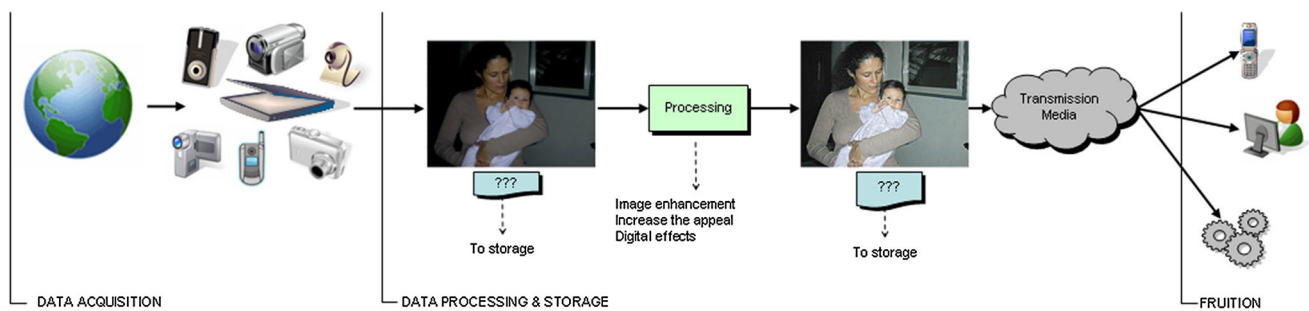 Processing
Transmission
Media
???
???
Image enhancement
Increase the appeal
Digital effects
To storage
To storage
DATA ACQUISITION
DATA PROCESSING & STORAGE
FRUITION